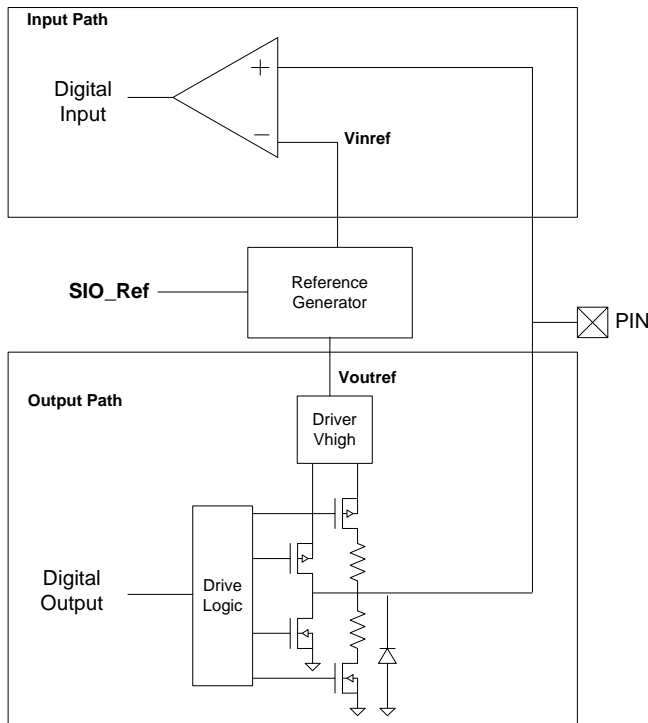 Input Path
Digital
Input
Vinref
SIO_Ref
Reference
Generator
PIN
Voutref
Output Path
Driver
Vhigh
Digital
Output
Drive
Logic